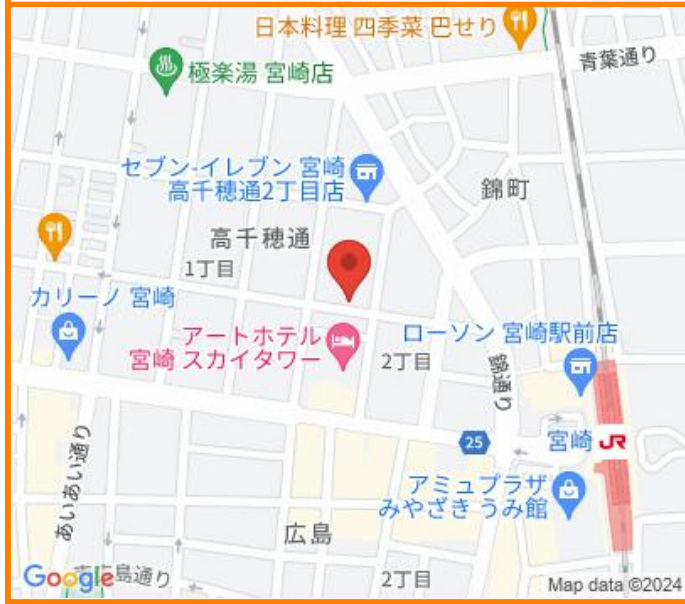 日本料理 四季菜 巴せり
青葉通り
極楽湯 宮崎店
セブン-イレブン 宮崎
高千穂通2丁目店
錦町
高千穂通
1丁目
カリーノ 宮崎
アートホテル
宮崎 スカイタワー
2丁目
ローソン 宮崎駅前店
錦通り
25
宮崎 JR
あいあい通り
アミュプラザ
みやざき うみ館
広島
Google
島通り
2丁目
Map data ©2024